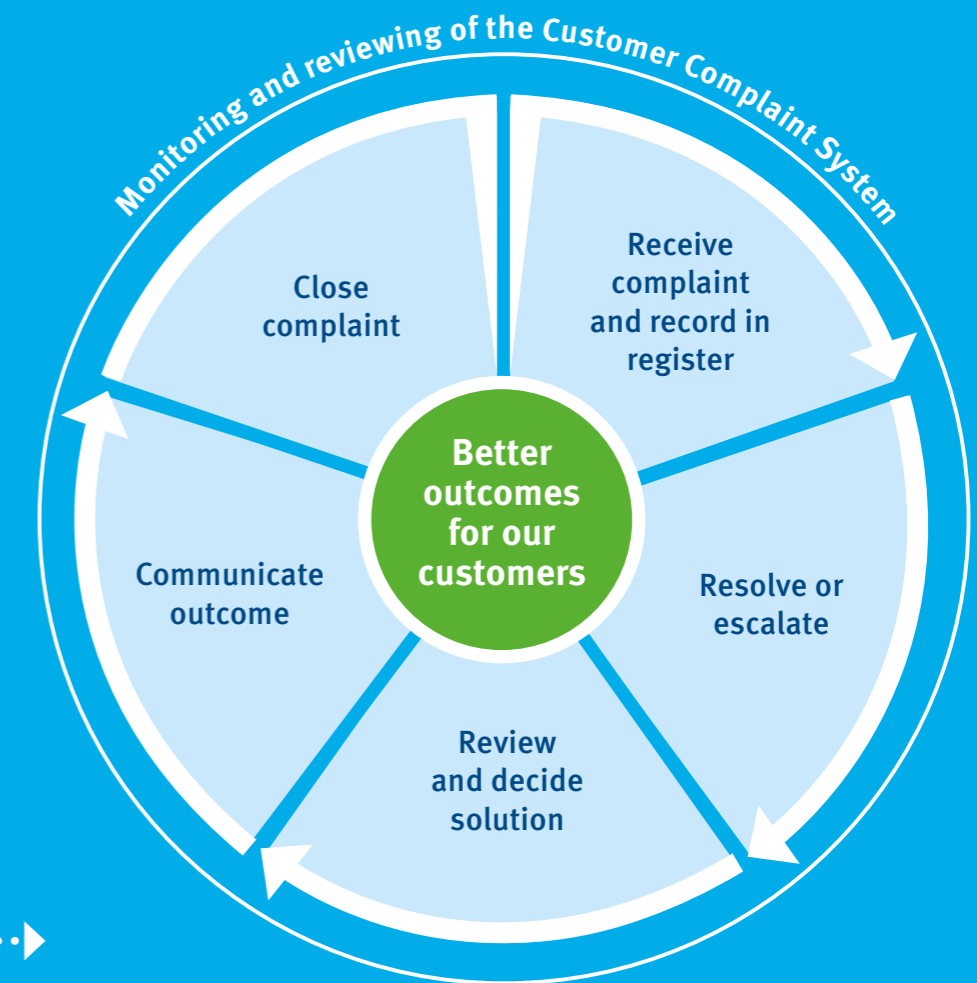 Monitoring and reviewing of the Customer Complaint System
Receive
complaint
and record in
register
Resolve or
escalate
Review
and decide
solution
Communicate
outcome
Close
complaint
Better
outcomes
for our
customers